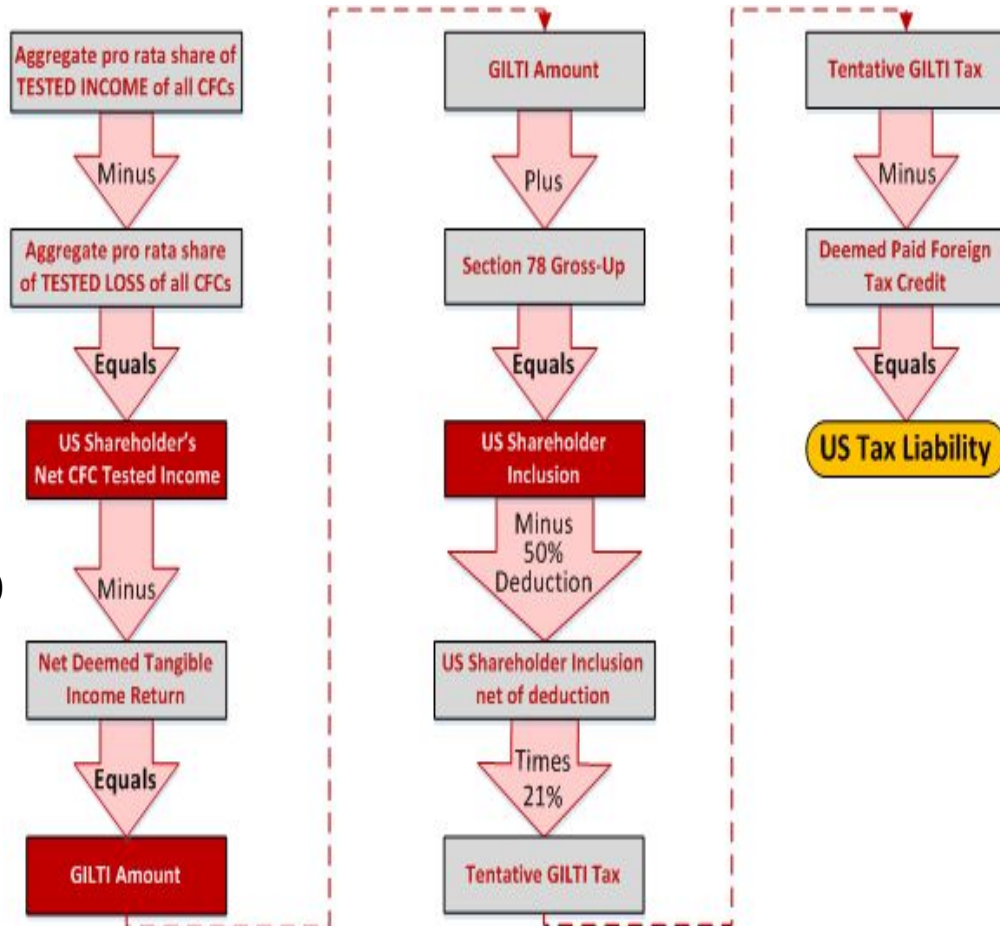 Aggregate pro rata share of
TESTED INCOME of all CFCs
Minus
Aggregate pro rata share
of TESTED LOSS of all CFCs
Equals
US Shareholder's
Net CFC Tested Income
)
Minus
Net Deemed Tangible
Income Return
Equals
GILTI Amount
GILTI Amount
Plus
Section 78 Gross-Up
Equals
US Shareholder
Inclusion
Minus
50%
Deduction
US Shareholder Inclusion
net of deduction
Times
21%
Tentative GILTI Tax
Tentative GILTI Tax
Minus
Deemed Paid Foreign
Tax Credit
Equals
US Tax Liability